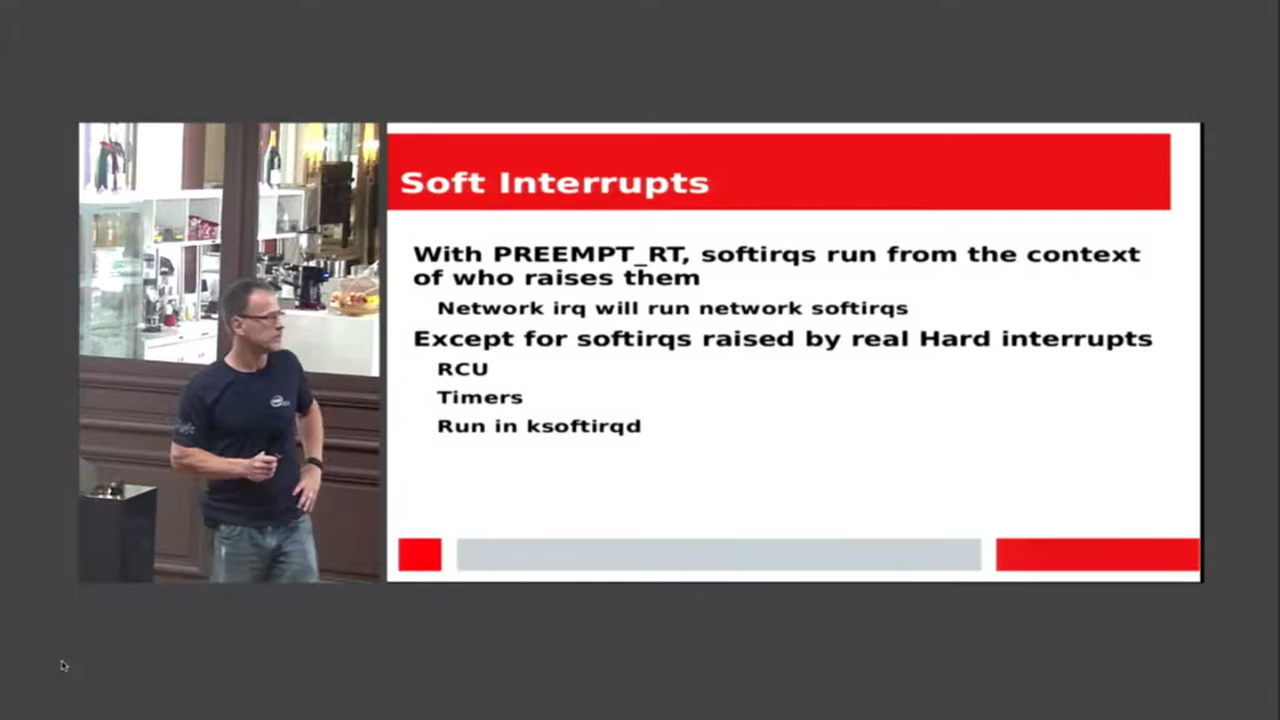 Soft Interrupts
With PREEMPT_RT, softirqs run from the context
of who raises them
Network irq will run network softirqs
Except for softirqs raised by real Hard interrupts
RCU
Timers
Run in ksoftirqd